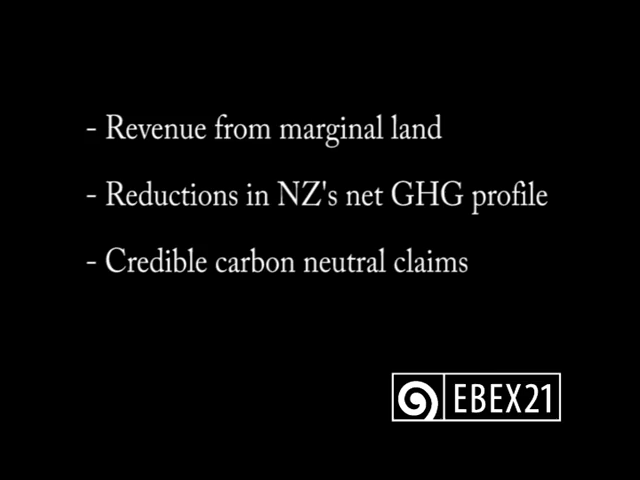 - Revenue from marginal land
- Reductions in NZ's net GHG profile
- Credible carbon neutral claims
EBEX21